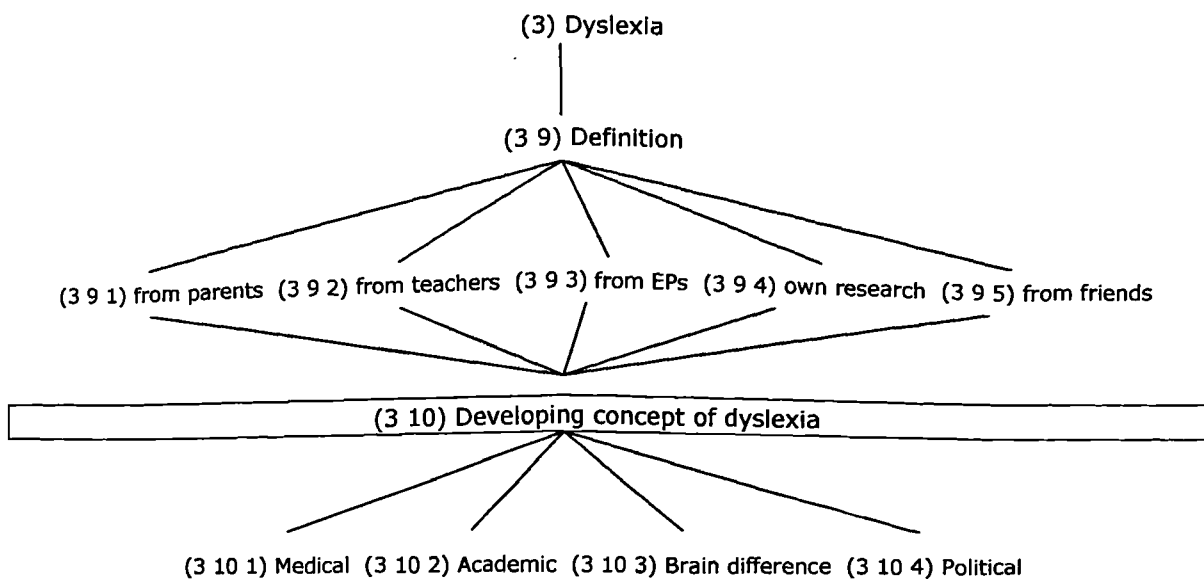 (3) Dyslexia
(3 9) Definition
(3 9 1) from parents (3 9 2) from teachers (3 9 3) from EPs (3 9 4) own research (3 9 5) from friends
(3 10) Developing concept of dyslexia
(3 10 1) Medical (3 10 2) Academic (3 10 3) Brain difference (3 10 4) Political